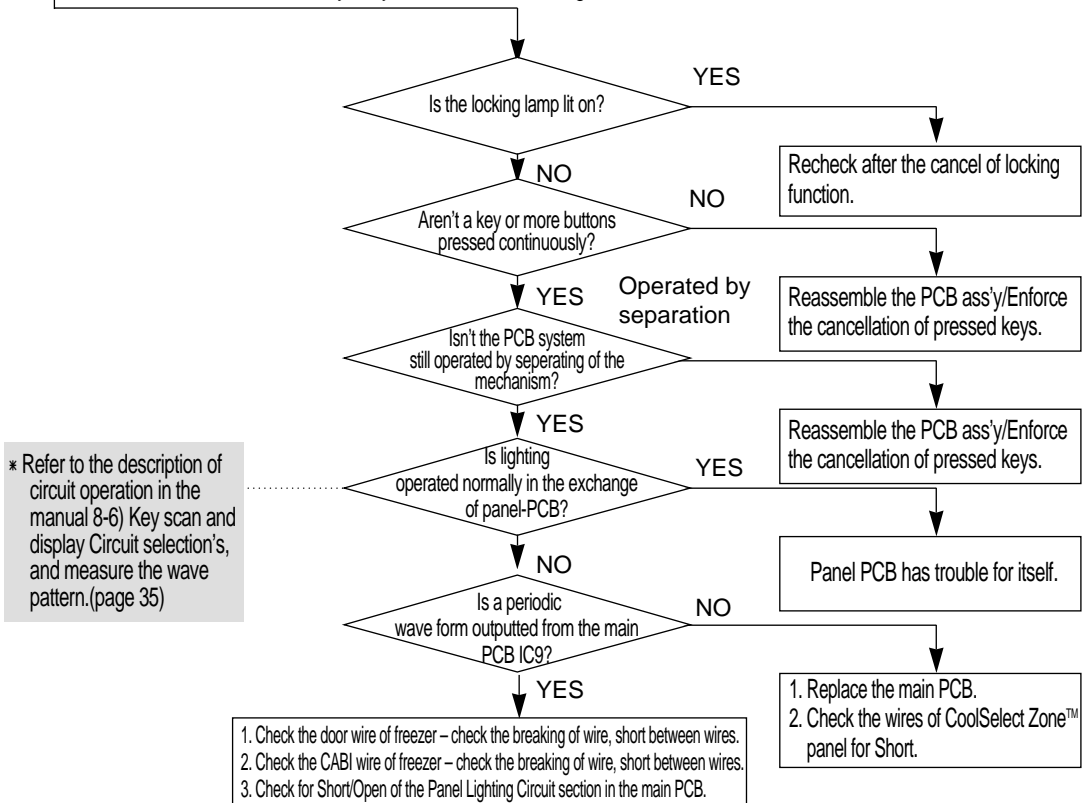 Is the locking lamp lit on?
YES
Recheck after the cancel of locking
function.
NO
Aren't a key or more buttons
pressed continuously?
NO
Reassemble the PCB ass'y/Enforce
the cancellation of pressed keys.
YES
Operated by
separation
Isn't the PCB system
still operated by seperating of the
mechanism?
Reassemble the PCB ass'y/Enforce
the cancellation of pressed keys.
YES
Is lighting
operated normally in the exchange
of panel-PCB?
YES
Panel PCB has trouble for itself.
* Refer to the description of
circuit operation in the
manual 8-6) Key scan and
display Circuit selection's,
and measure the wave
pattern.(page 35)
NO
Is a periodic
wave form outputted from the main
PCB IC9?
NO
1. Replace the main PCB.
2. Check the wires of CoolSelect Zone™
panel for Short.
YES
1. Check the door wire of freezer – check the breaking of wire, short between wires.
2. Check the CABI wire of freezer – check the breaking of wire, short between wires.
3. Check for Short/Open of the Panel Lighting Circuit section in the main PCB.